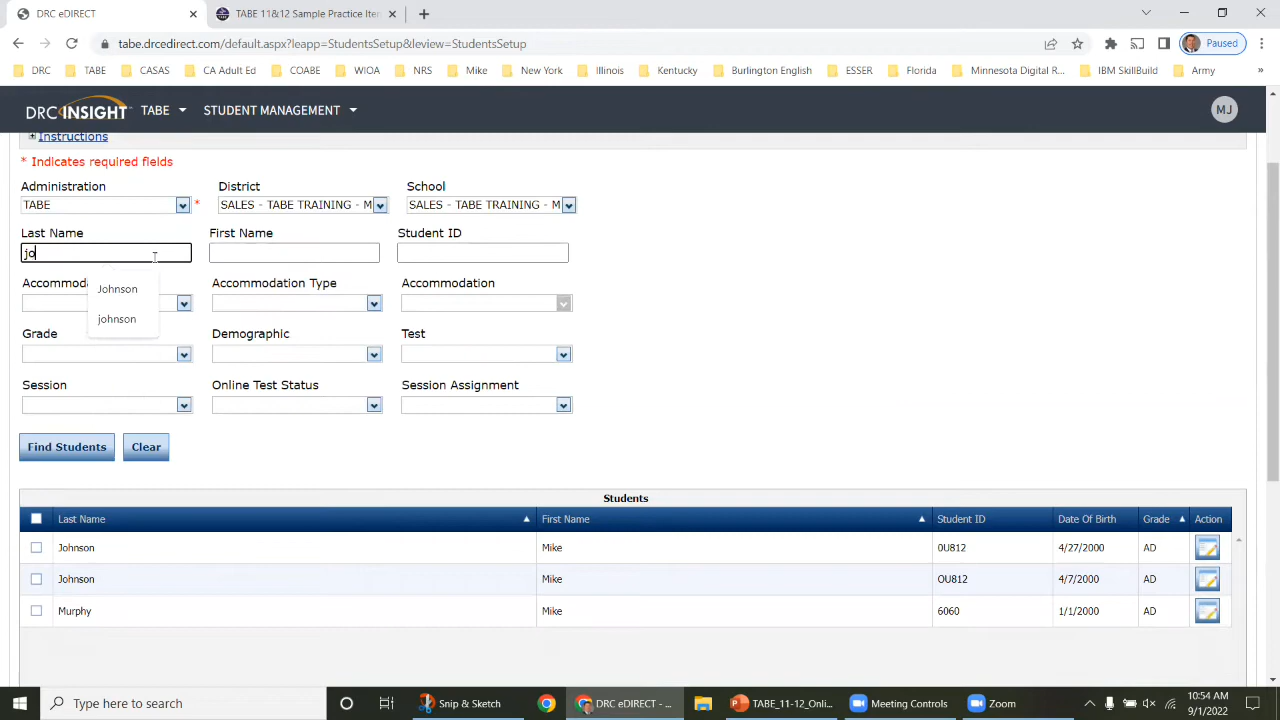 DRC eDIRECT
TABE 11&12 Sample Practice Iter
tabe.drcedirect.com/default.aspx?leapp=StudentsSetup&leview=StudentsSetup
Paused
DRC TABE CASAS CA Adult Ed COABE WIOA NRS Mike New York Illinois Kentucky Burlington English ESSER Florida Minnesota Digital R... IBM SkillBuild Army »
DRC INSIGHT TABE STUDENT MANAGEMENT MJ
Instructions
* Indicates required fields
Administration District School
TABE * SALES - TABE TRAINING - M SALES - TABE TRAINING - M
Last Name First Name Student ID
jo
Accommoda Accommodation Type Accommodation
Johnson
johnson
Grade Demographic Test
Session Online Test Status Session Assignment
Find Students Clear
Students
Last Name First Name Student ID Date Of Birth Grade Action
Johnson Mike 0U812 4/27/2000 AD
Johnson Mike OU812 4/7/2000 AD
Murphy Mike 6060 1/1/2000 AD
Type here to search Snip & Sketch DRC eDIRECT - ... TABE_11-12_Onli... Meeting Controls Zoom 10:54 AM
9/1/2022